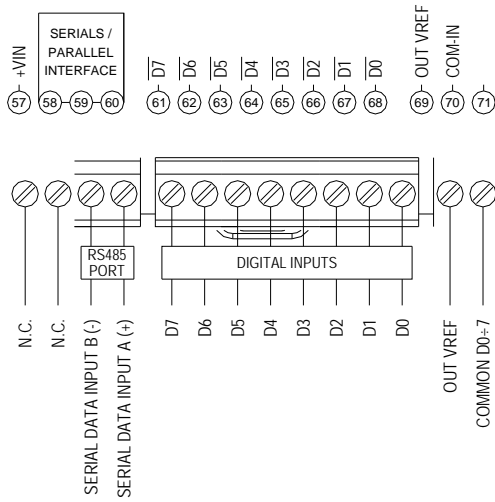 +VIN
SERIALS /
PARALLEL
INTERFACE
D7
D6
D5
D4
D3
D2
D1
D0
OUT VREF
COM-IN
57
58
59
60
61
62
63
64
65
66
67
68
69
70
71
RS485
PORT
DIGITAL INPUTS
N.C.
N.C.
SERIAL DATA INPUT B (-)
SERIAL DATA INPUT A (+)
D7
D6
D5
D4
D3
D2
D1
D0
OUT VREF
COMMON D0÷7